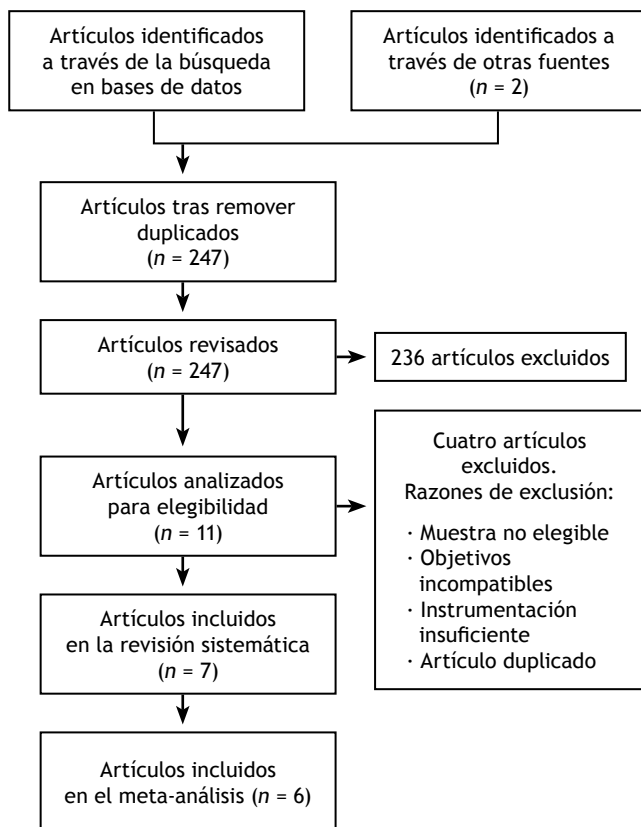 Artículos identificados
a través de la búsqueda
en bases de datos
Artículos identificados a
través de otras fuentes
(n = 2)
Artículos tras remover
duplicados
(n = 247)
Artículos revisados
(n = 247)
236 artículos excluidos
Artículos analizados
para elegibilidad
(n = 11)
Cuatro artículos
excluidos.
Razones de exclusión:
· Muestra no elegible
· Objetivos
incompatibles
· Instrumentación
insuficiente
· Artículo duplicado
Artículos incluidos
en la revisión sistemática
(n = 7)
Artículos incluidos
en el meta-análisis (n = 6)